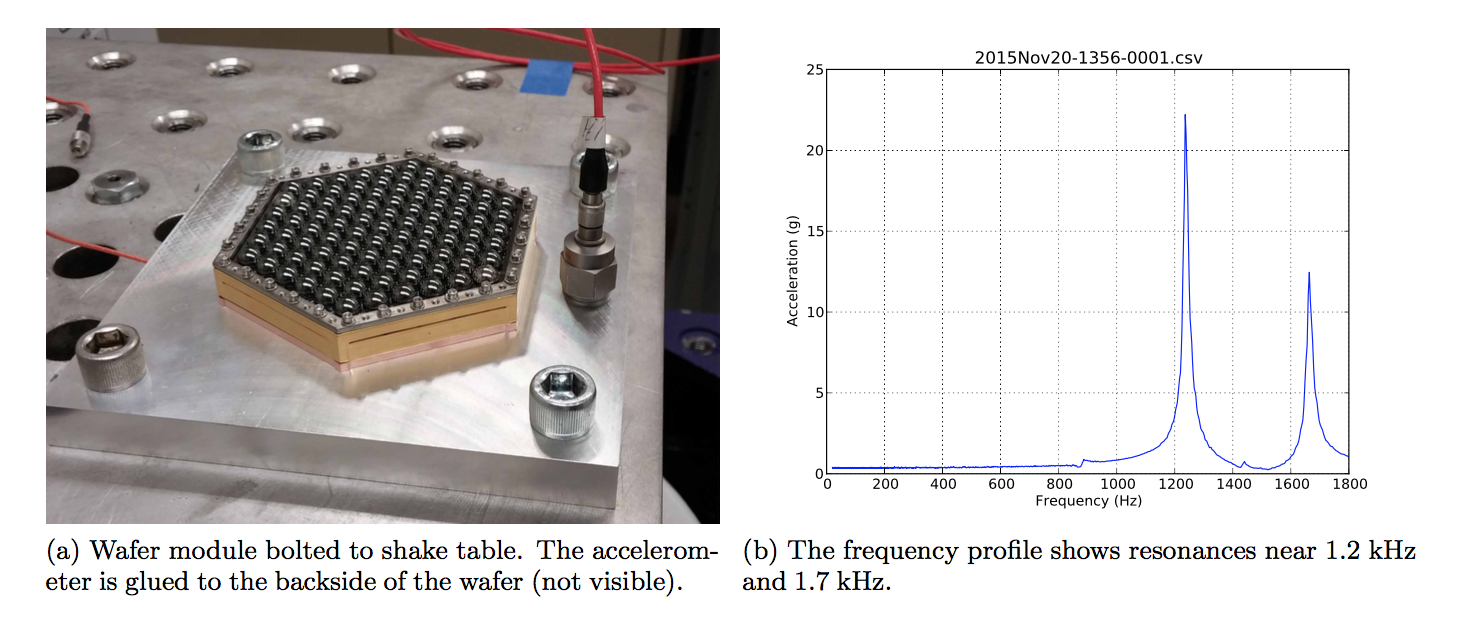 2015Nov20-1356-0001.csv
25
20
15
10
5
0
Acceleration (g)
0 200 400 600 800 1000 1200 1400 1600 1800
Frequency (Hz)
(a) Wafer module bolted to shake table. The accelerom-
eter is glued to the backside of the wafer (not visible).
(b) The frequency profile shows resonances near 1.2 kHz
and 1.7 kHz.